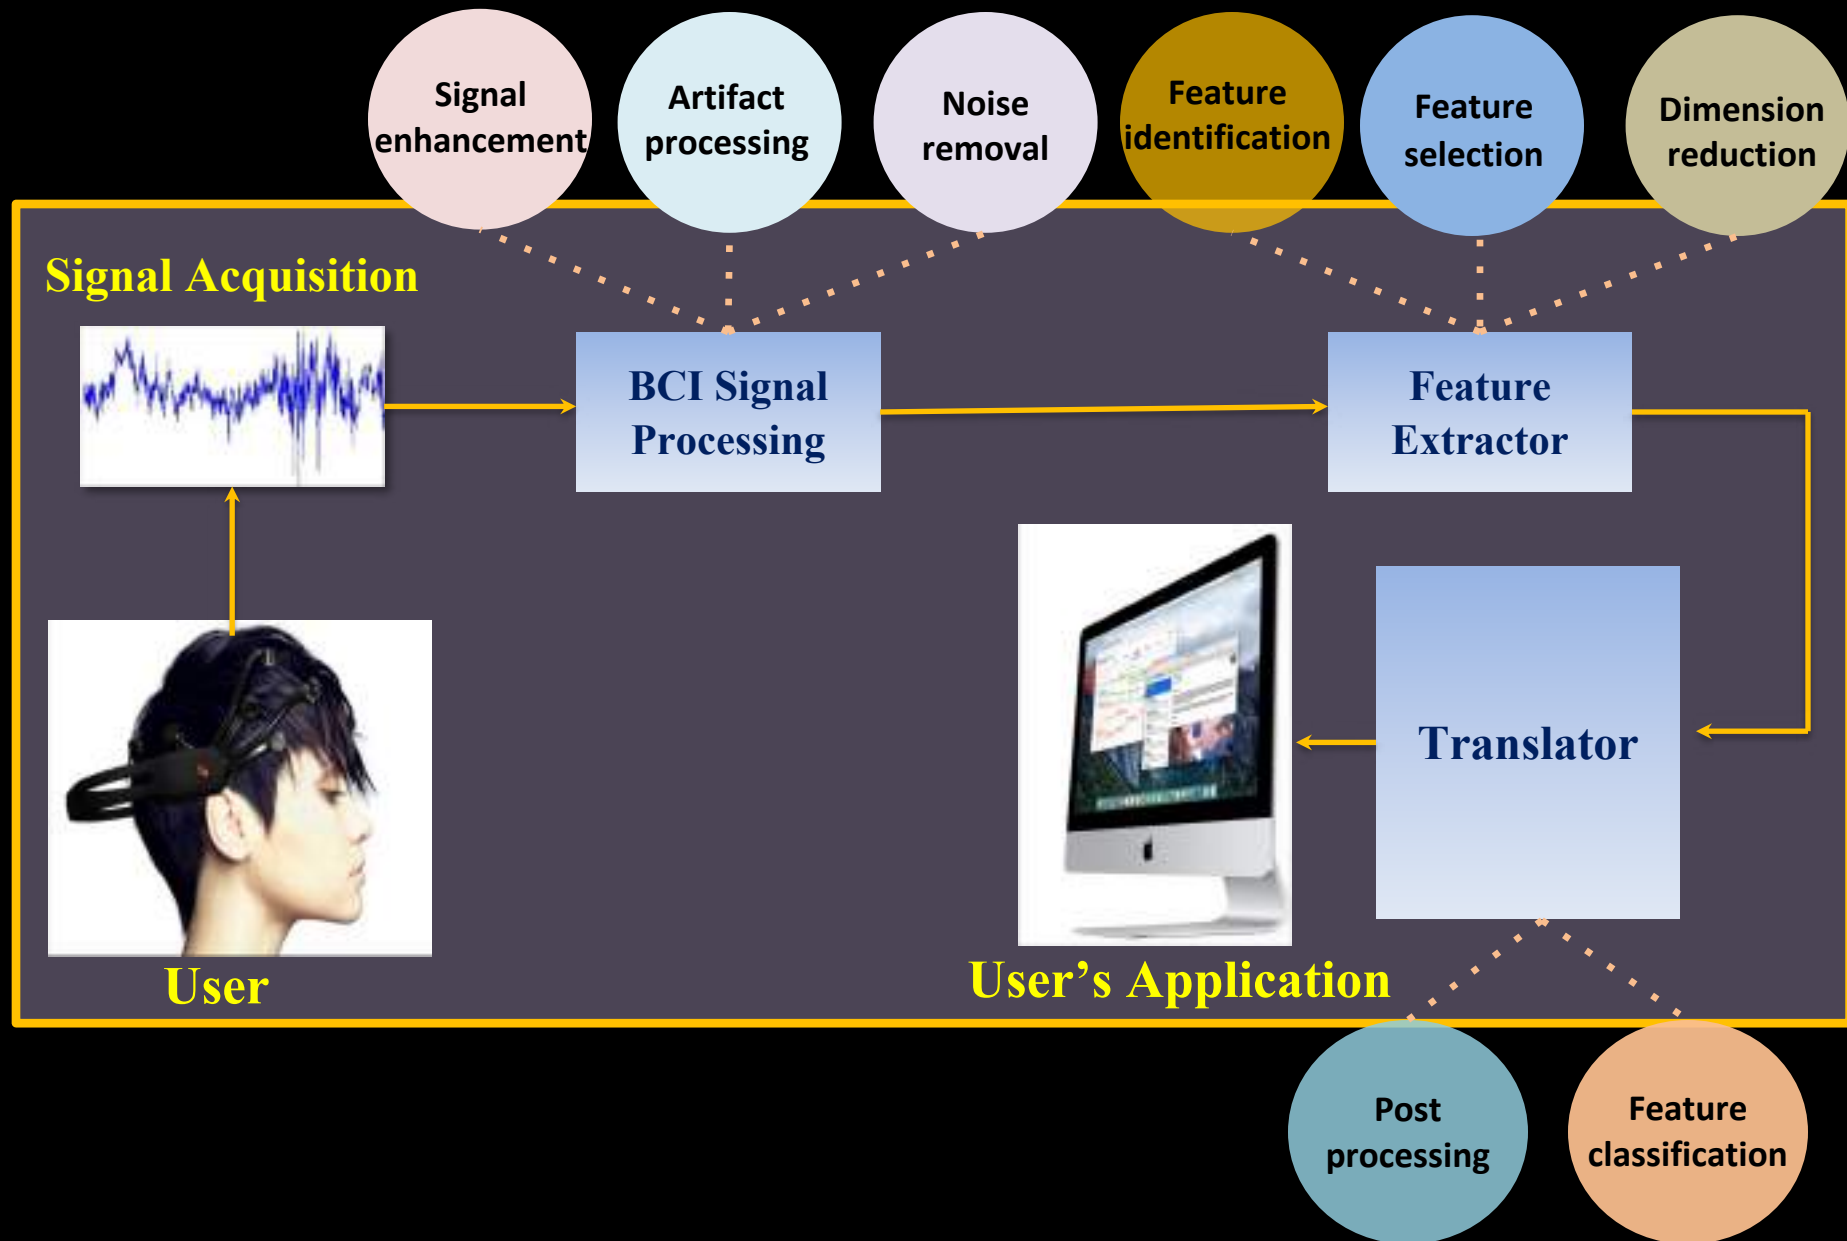 Signal
enhancement
Artifact
processing
Noise
removal
Feature
identification
Feature
selection
Dimension
reduction
Signal Acquisition
BCI Signal
Processing
Feature
Extractor
Translator
User
User’s Application
Post
processing
Feature
classification